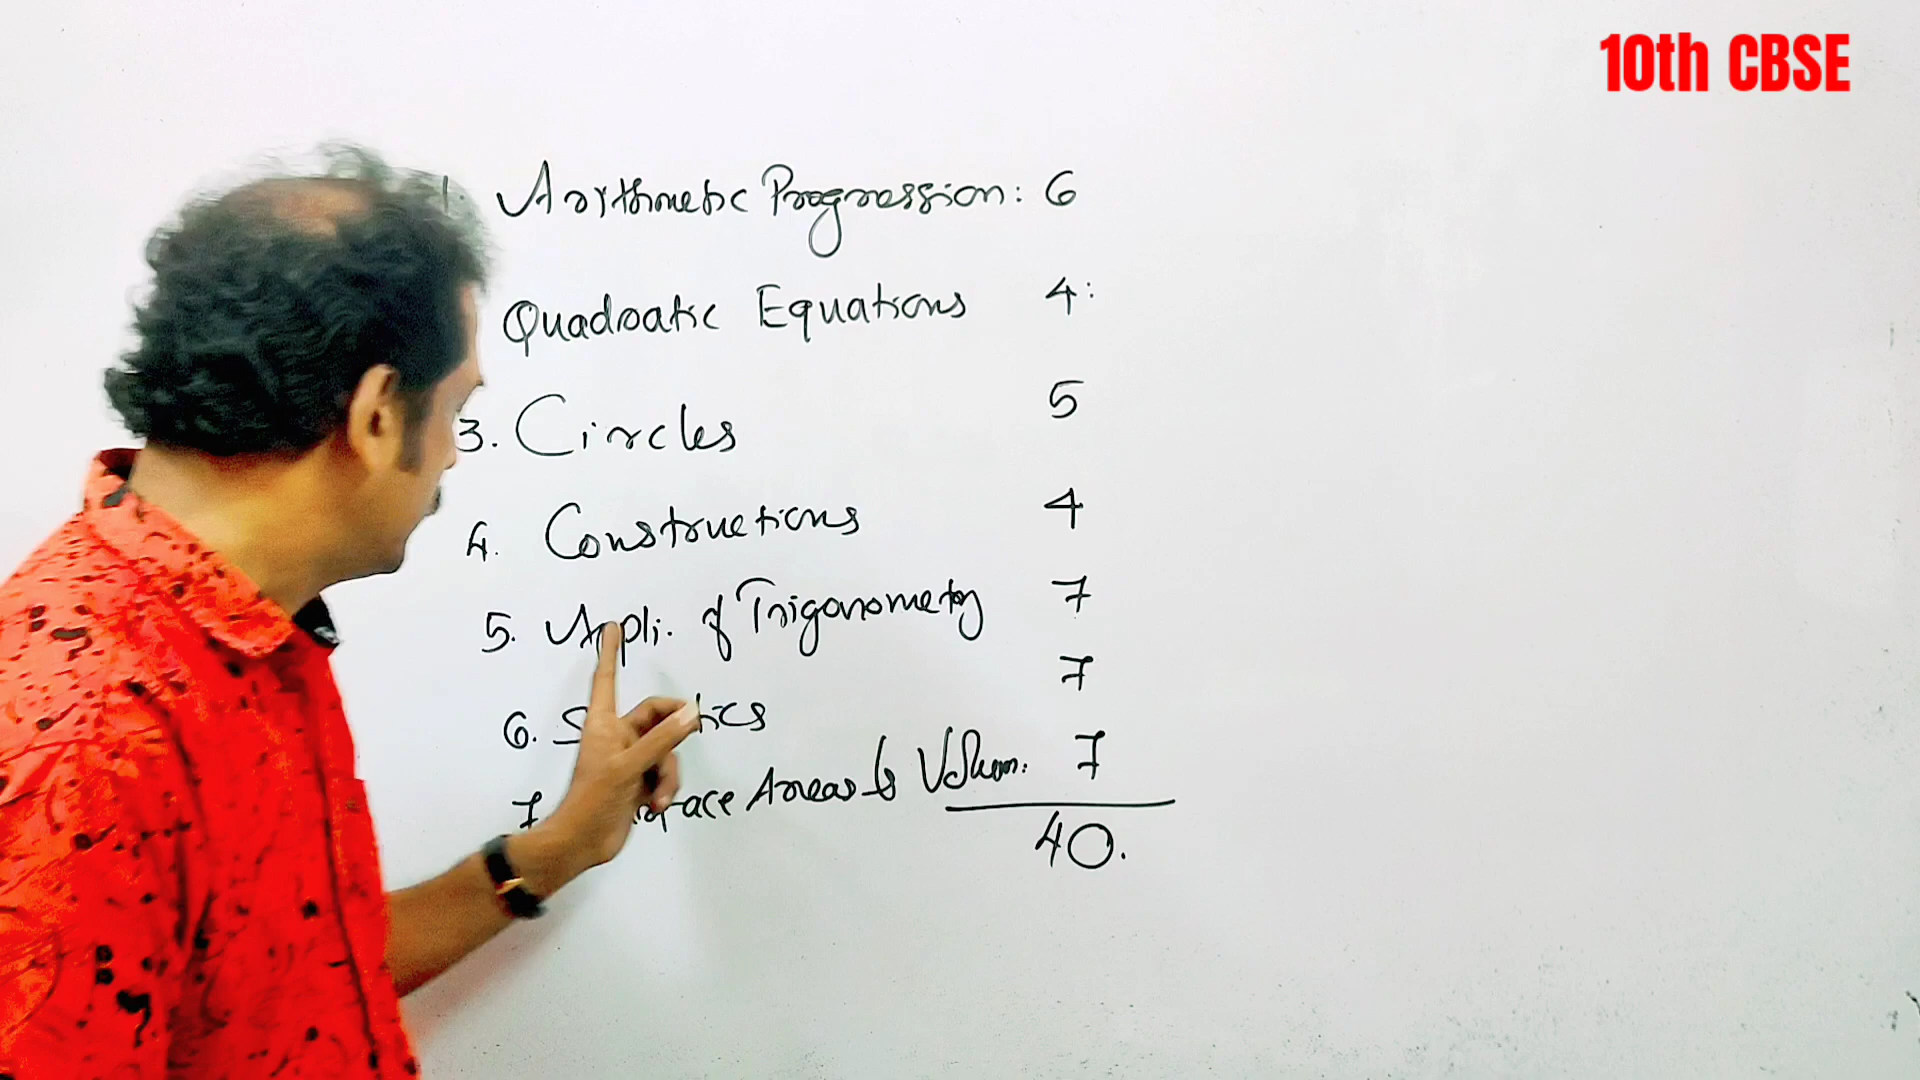 10th CBSE
1. Arithmetic Progression: 6
Quadratic Equations 4:
3. Circles 5
4. Constructions 4
5. Appli. of Trigonometry 7
6. 7
7 Areas & Volum. 7
40.